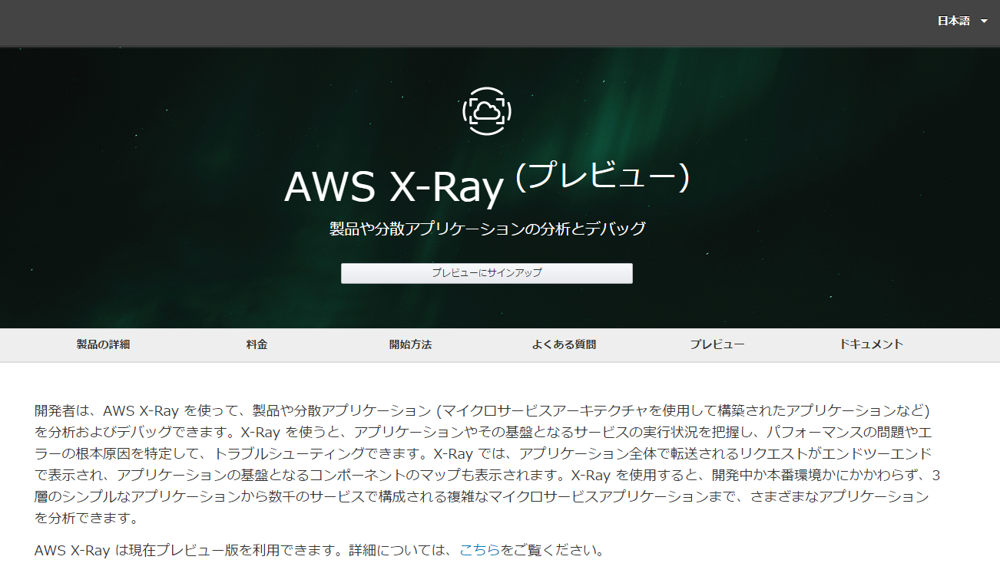 日本語
AWS X-Ray (プレビュー)
製品や分散アプリケーションの分析とデバッグ
プレビューにサインアップ
製品の詳細 料金 開始方法 よくある質問 プレビュー ドキュメント
開発者は、AWS X-Ray を使って、製品や分散アプリケーション (マイクロサービスアーキテクチャを使用して構築されたアプリケーションなど)
を分析およびデバッグできます。X-Ray を使うと、アプリケーションやその基盤となるサービスの実行状況を把握し、パフォーマンスの問題やエ
ラーの根本原因を特定して、トラブルシューティングできます。X-Ray では、アプリケーション全体で転送されるリクエストがエンドツーエンド
で表示され、アプリケーションの基盤となるコンポーネントのマップも表示されます。X-Ray を使用すると、開発中か本番環境かにかかわらず、3
層のシンプルなアプリケーションから数千のサービスで構成される複雑なマイクロサービスアプリケーションまで、さまざまなアプリケーション
を分析できます。
AWS X-Ray は現在プレビュー版を利用できます。詳細については、こちらをご覧ください。